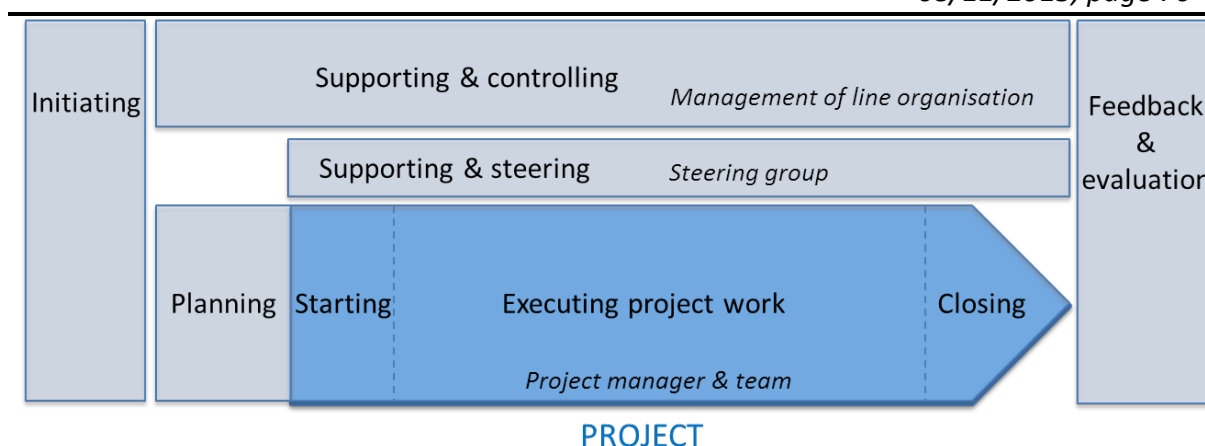 Initiating
Supporting & controlling
Management of line organisation
Supporting & steering
Steering group
Feedback
&
evaluation
Planning
Starting
Executing project work
Closing
Project manager & team
PROJECT